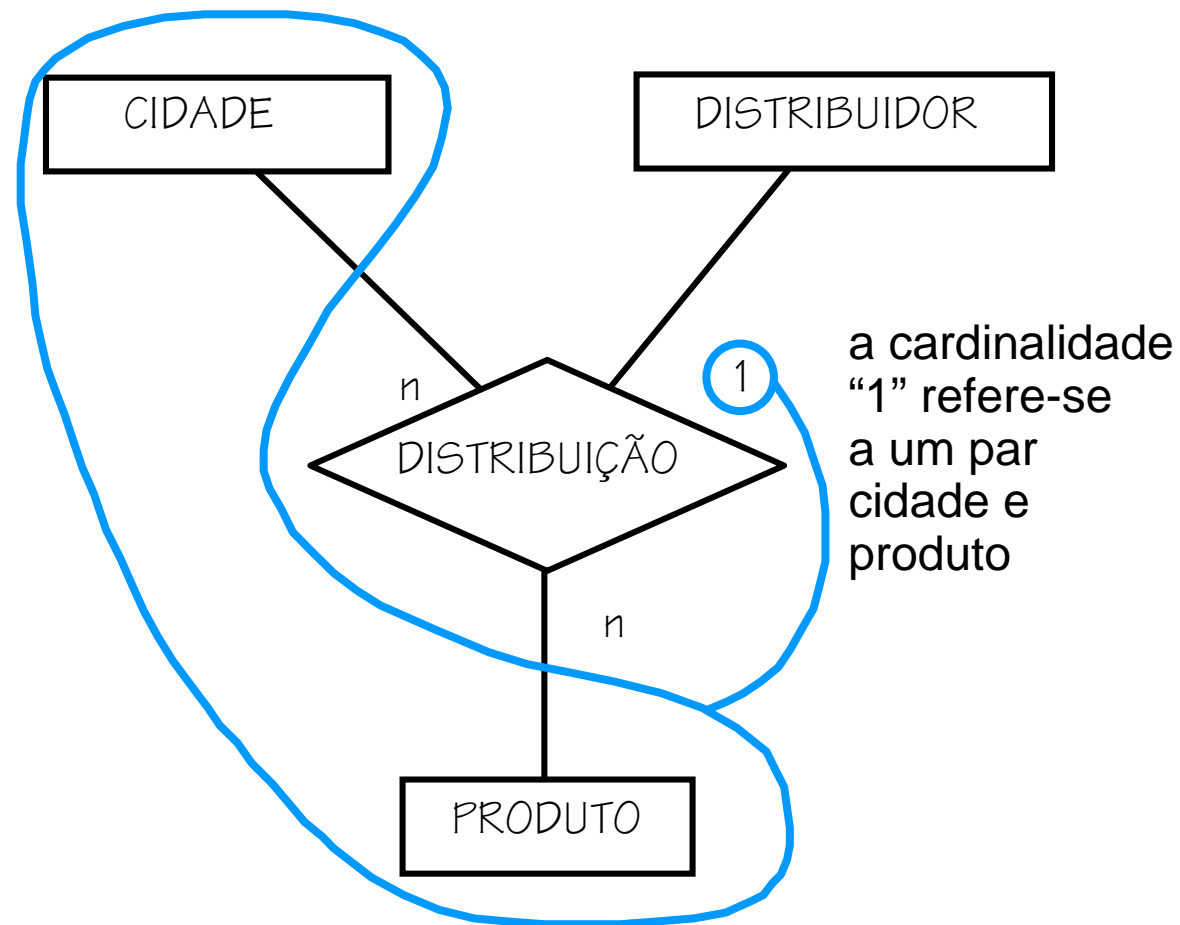 CIDADE
DISTRIBUIDOR
n
1
DISTRIBUIÇÃO
n
PRODUTO
a cardinalidade
“1” refere-se
a um par
cidade e
produto